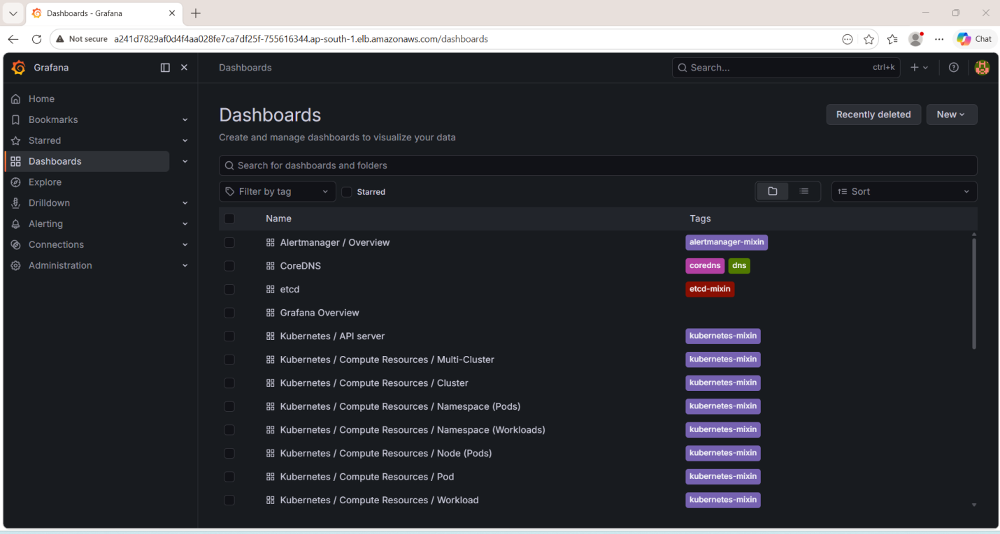 Dashboards - Grafana
Not secure a241d7829af0d4f4aa028fe7ca7df25f-755616344.ap-south-1.elb.amazonaws.com/dashboards
Chat
Grafana
Dashboards
Search...
ctrl+k
Home
Bookmarks
Starred
Dashboards
Explore
Drilldown
Alerting
Connections
Administration
Dashboards
Recently deleted
New
Create and manage dashboards to visualize your data
Search for dashboards and folders
Filter by tag
Starred
Sort
Name Tags
Alertmanager / Overview alertmanager-mixin
CoreDNS coredns dns
etcd etcd-mixin
Grafana Overview
Kubernetes / API server kubernetes-mixin
Kubernetes / Compute Resources / Multi-Cluster kubernetes-mixin
Kubernetes / Compute Resources / Cluster kubernetes-mixin
Kubernetes / Compute Resources / Namespace (Pods) kubernetes-mixin
Kubernetes / Compute Resources / Namespace (Workloads) kubernetes-mixin
Kubernetes / Compute Resources / Node (Pods) kubernetes-mixin
Kubernetes / Compute Resources / Pod kubernetes-mixin
Kubernetes / Compute Resources / Workload kubernetes-mixin